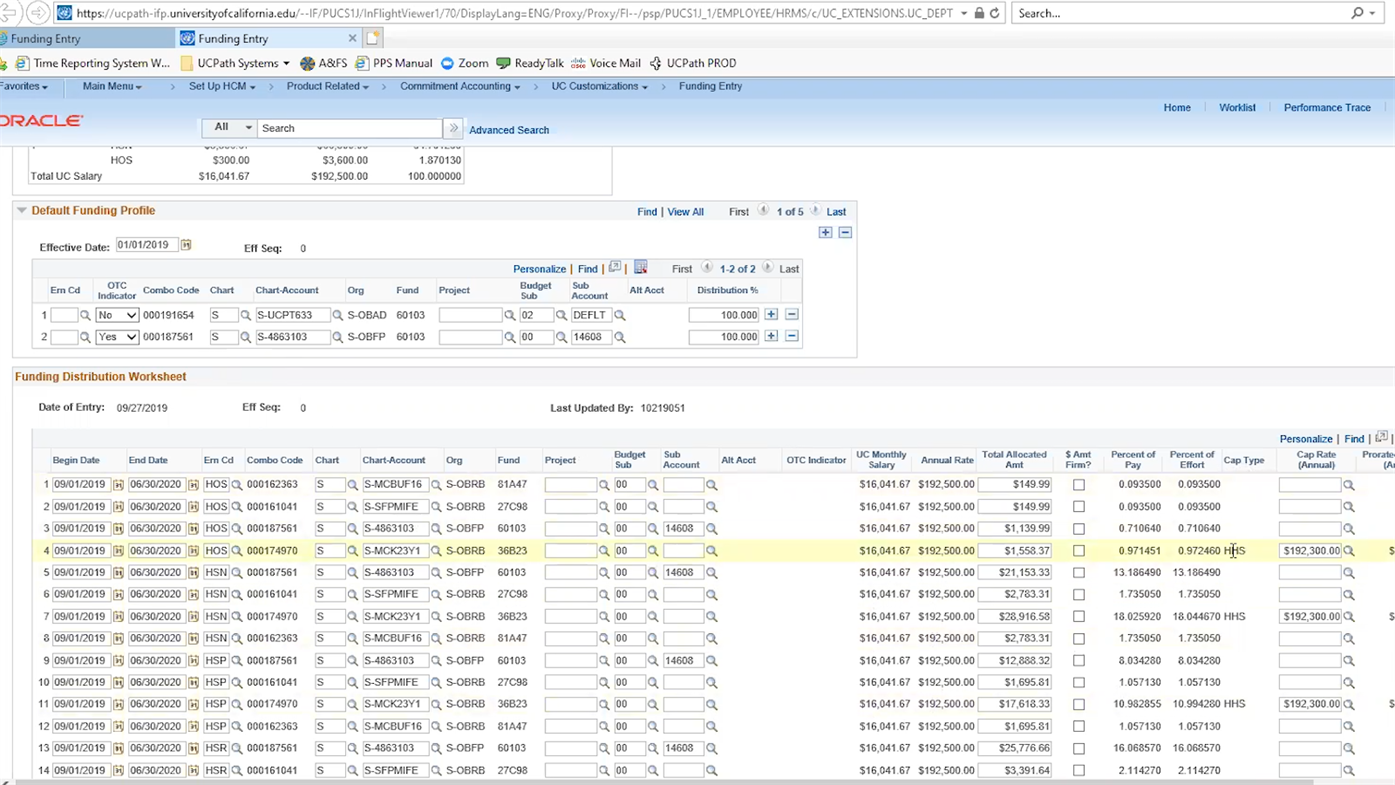 https://ucpath-ifp.universityofcalifornia.edu/--IF/PUCS1J/InFlightViewer1/70/DisplayLang=ENG/Proxy/Proxy/FI--/psp/PUCS1J_1/EMPLOYEE/HRMS/c/UC_EXTENSIONS.UC_DEPT Search...
Funding Entry Funding Entry
Time Reporting System W... UCPath Systems A&FS PPS Manual Zoom ReadyTalk Voice Mail UCPath PROD
Favorites Main Menu > Set Up HCM > Product Related > Commitment Accounting > UC Customizations > Funding Entry
Home Worklist Performance Trace
ORACLE' All Search Advanced Search
HOS $300.00 $3,600.00 1.870130
Total UC Salary $16,041.67 $192,500.00 100.000000
Default Funding Profile Find | View All First 1 of 5 Last
Effective Date: 01/01/2019 Eff Seq: 0
Personalize | Find | First 1-2 of 2 Last
Ern Cd OTC Indicator Combo Code Chart Chart-Account Org Fund Project Budget Sub Sub Account Alt Acct Distribution %
1 No 000191654 S S-UCPT633 S-OBAD 60103 02 DEFLT 100.000
2 Yes 000187561 S S-4863103 S-OBFP 60103 00 14608 100.000
Funding Distribution Worksheet
Date of Entry: 09/27/2019 Eff Seq: 0 Last Updated By: 10219051
Personalize | Find |
Begin Date End Date Ern Cd Combo Code Chart Chart-Account Org Fund Project Budget Sub Sub Account Alt Acct OTC Indicator UC Monthly Salary Annual Rate Total Allocated Amt $ Amt Firm? Percent of Pay Percent of Effort Cap Type Cap Rate (Annual)
1 09/01/2019 06/30/2020 HOS 000162363 S S-MCBUF16 S-OBRB 81A47 00 $16,041.67 $192,500.00 $149.99 0.093500 0.093500
2 09/01/2019 06/30/2020 HOS 000161041 S S-SFPMIFE S-OBRB 27C98 00 $16,041.67 $192,500.00 $149.99 0.093500 0.093500
3 09/01/2019 06/30/2020 HOS 000187561 S S-4863103 S-OBFP 60103 00 14608 $16,041.67 $192,500.00 $1,139.99 0.710640 0.710640
4 09/01/2019 06/30/2020 HOS 000174970 S S-MCK23Y1 S-OBRB 36B23 00 $16,041.67 $192,500.00 $1,558.37 0.971451 0.972460 HHS $192,300.00
5 09/01/2019 06/30/2020 HSN 000187561 S S-4863103 S-OBFP 60103 00 14608 $16,041.67 $192,500.00 $21,153.33 13.186490 13.186490
6 09/01/2019 06/30/2020 HSN 000161041 S S-SFPMIFE S-OBRB 27C98 00 $16,041.67 $192,500.00 $2,783.31 1.735050 1.735050
7 09/01/2019 06/30/2020 HSN 000174970 S S-MCK23Y1 S-OBRB 36B23 00 $16,041.67 $192,500.00 $28,916.58 18.025920 18.044670 HHS $192,300.00
8 09/01/2019 06/30/2020 HSN 000162363 S S-MCBUF16 S-OBRB 81A47 00 $16,041.67 $192,500.00 $2,783.31 1.735050 1.735050
9 09/01/2019 06/30/2020 HSP 000187561 S S-4863103 S-OBFP 60103 00 14608 $16,041.67 $192,500.00 $12,888.32 8.034280 8.034280
10 09/01/2019 06/30/2020 HSP 000161041 S S-SFPMIFE S-OBRB 27C98 00 $16,041.67 $192,500.00 $1,695.81 1.057130 1.057130
11 09/01/2019 06/30/2020 HSP 000174970 S S-MCK23Y1 S-OBRB 36B23 00 $16,041.67 $192,500.00 $17,618.33 10.982855 10.994280 HHS $192,300.00
12 09/01/2019 06/30/2020 HSP 000162363 S S-MCBUF16 S-OBRB 81A47 00 $16,041.67 $192,500.00 $1,695.81 1.057130 1.057130
13 09/01/2019 06/30/2020 HSR 000187561 S S-4863103 S-OBFP 60103 00 14608 $16,041.67 $192,500.00 $25,776.66 16.068570 16.068570
14 09/01/2019 06/30/2020 HSR 000161041 S S-SFPMIFE S-OBRB 27C98 00 $16,041.67 $192,500.00 $3,391.64 2.114270 2.114270